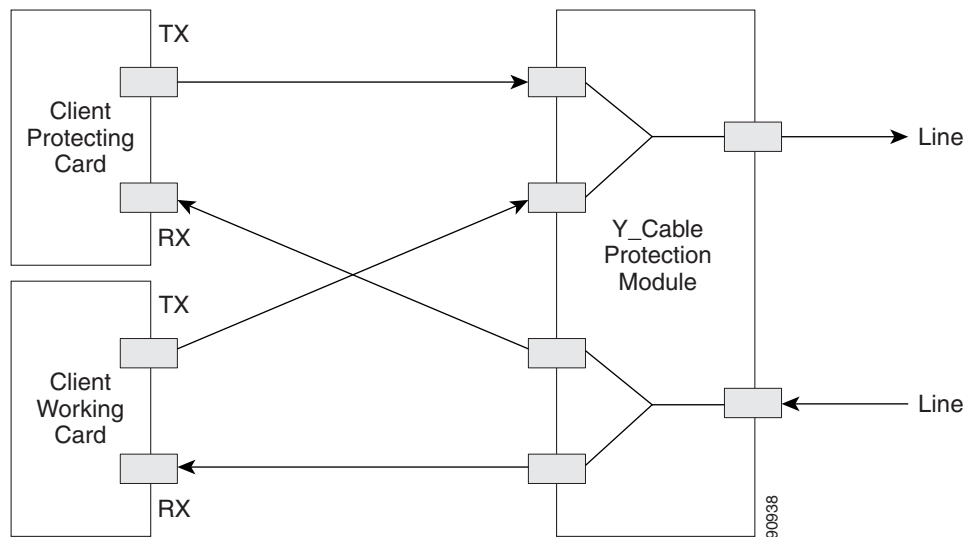 TX
Client
Protecting
Card
RX
TX
Client
Working
Card
RX
Y_Cable
Protection
Module
Line
Line
90938